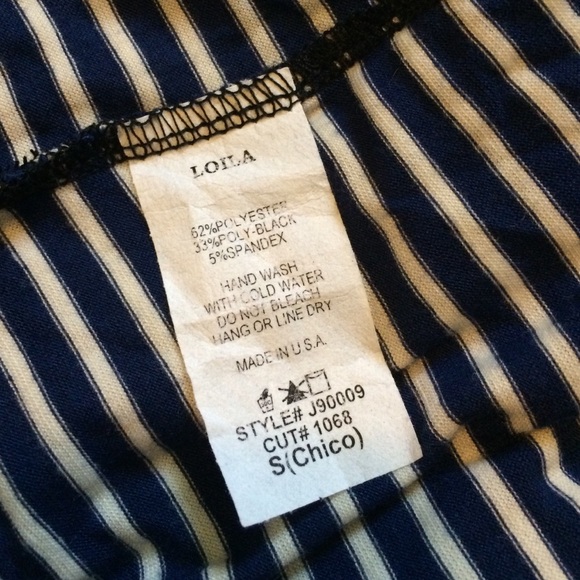 LOILA
62%POLYESTER
33%POLY-BLACK
5%SPANDEX
HAND WASH
WITH COLD WATER
DO NOT BLEACH
HANG OR LINE DRY
MADE IN U.S.A.
STYLE# J90009
CUT# 1068
S(Chico)